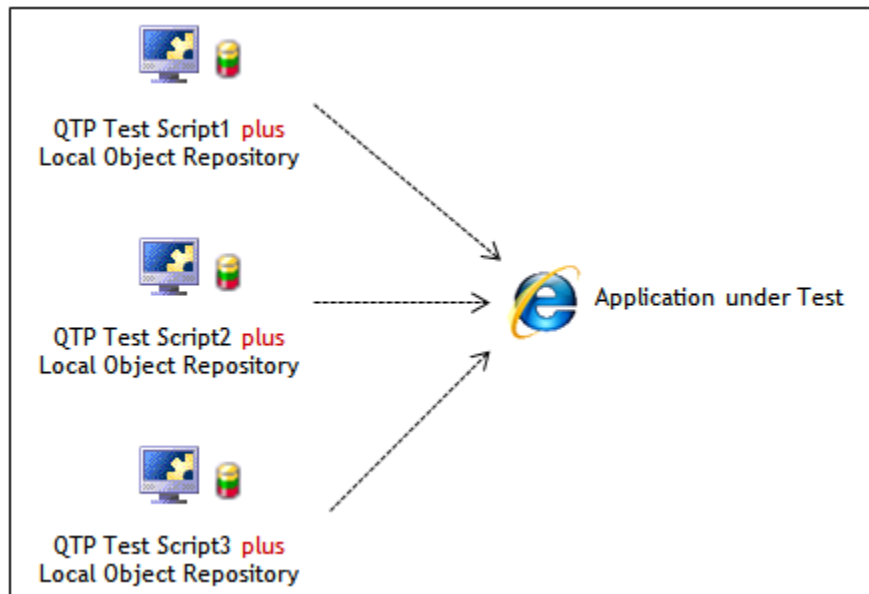 QTP Test Script1 plus
Local Object Repository
QTP Test Script2 plus
Local Object Repository
Application under Test
QTP Test Script3 plus
Local Object Repository